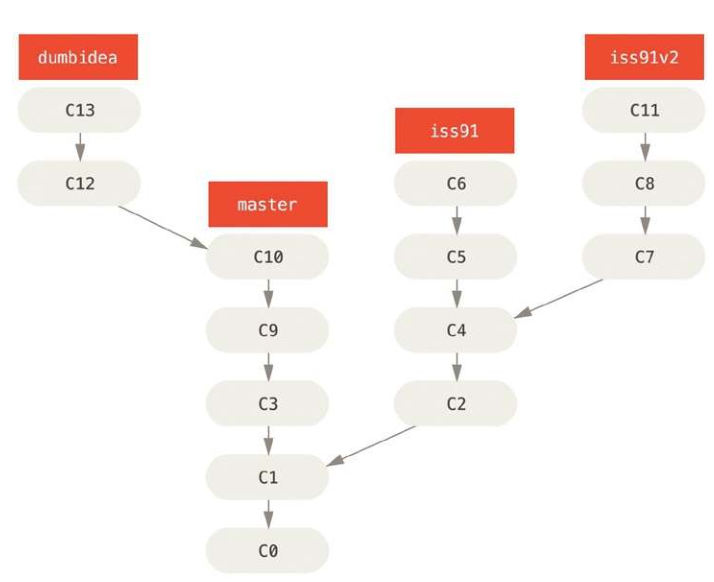 dumbidea
iss91v2
C13
iss91
C11
C12
master
C6
C8
C10
C5
C7
C9
C4
C3
C2
C1
C0